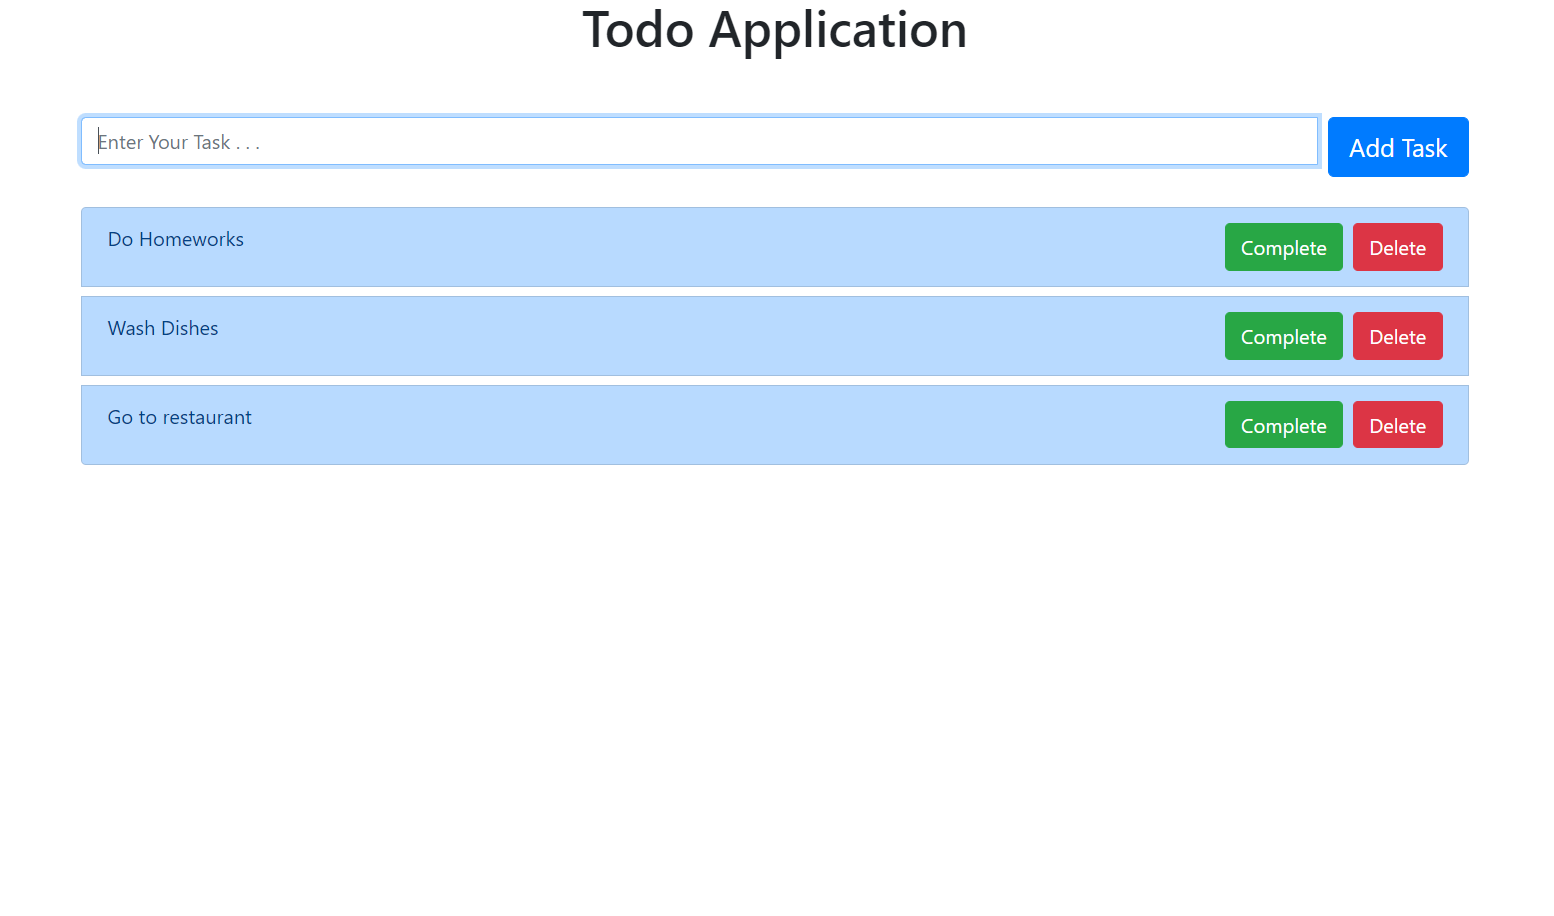 Todo Application
Enter Your Task . . .
Add Task
Do Homeworks
Complete Delete
Wash Dishes
Complete Delete
Go to restaurant
Complete Delete